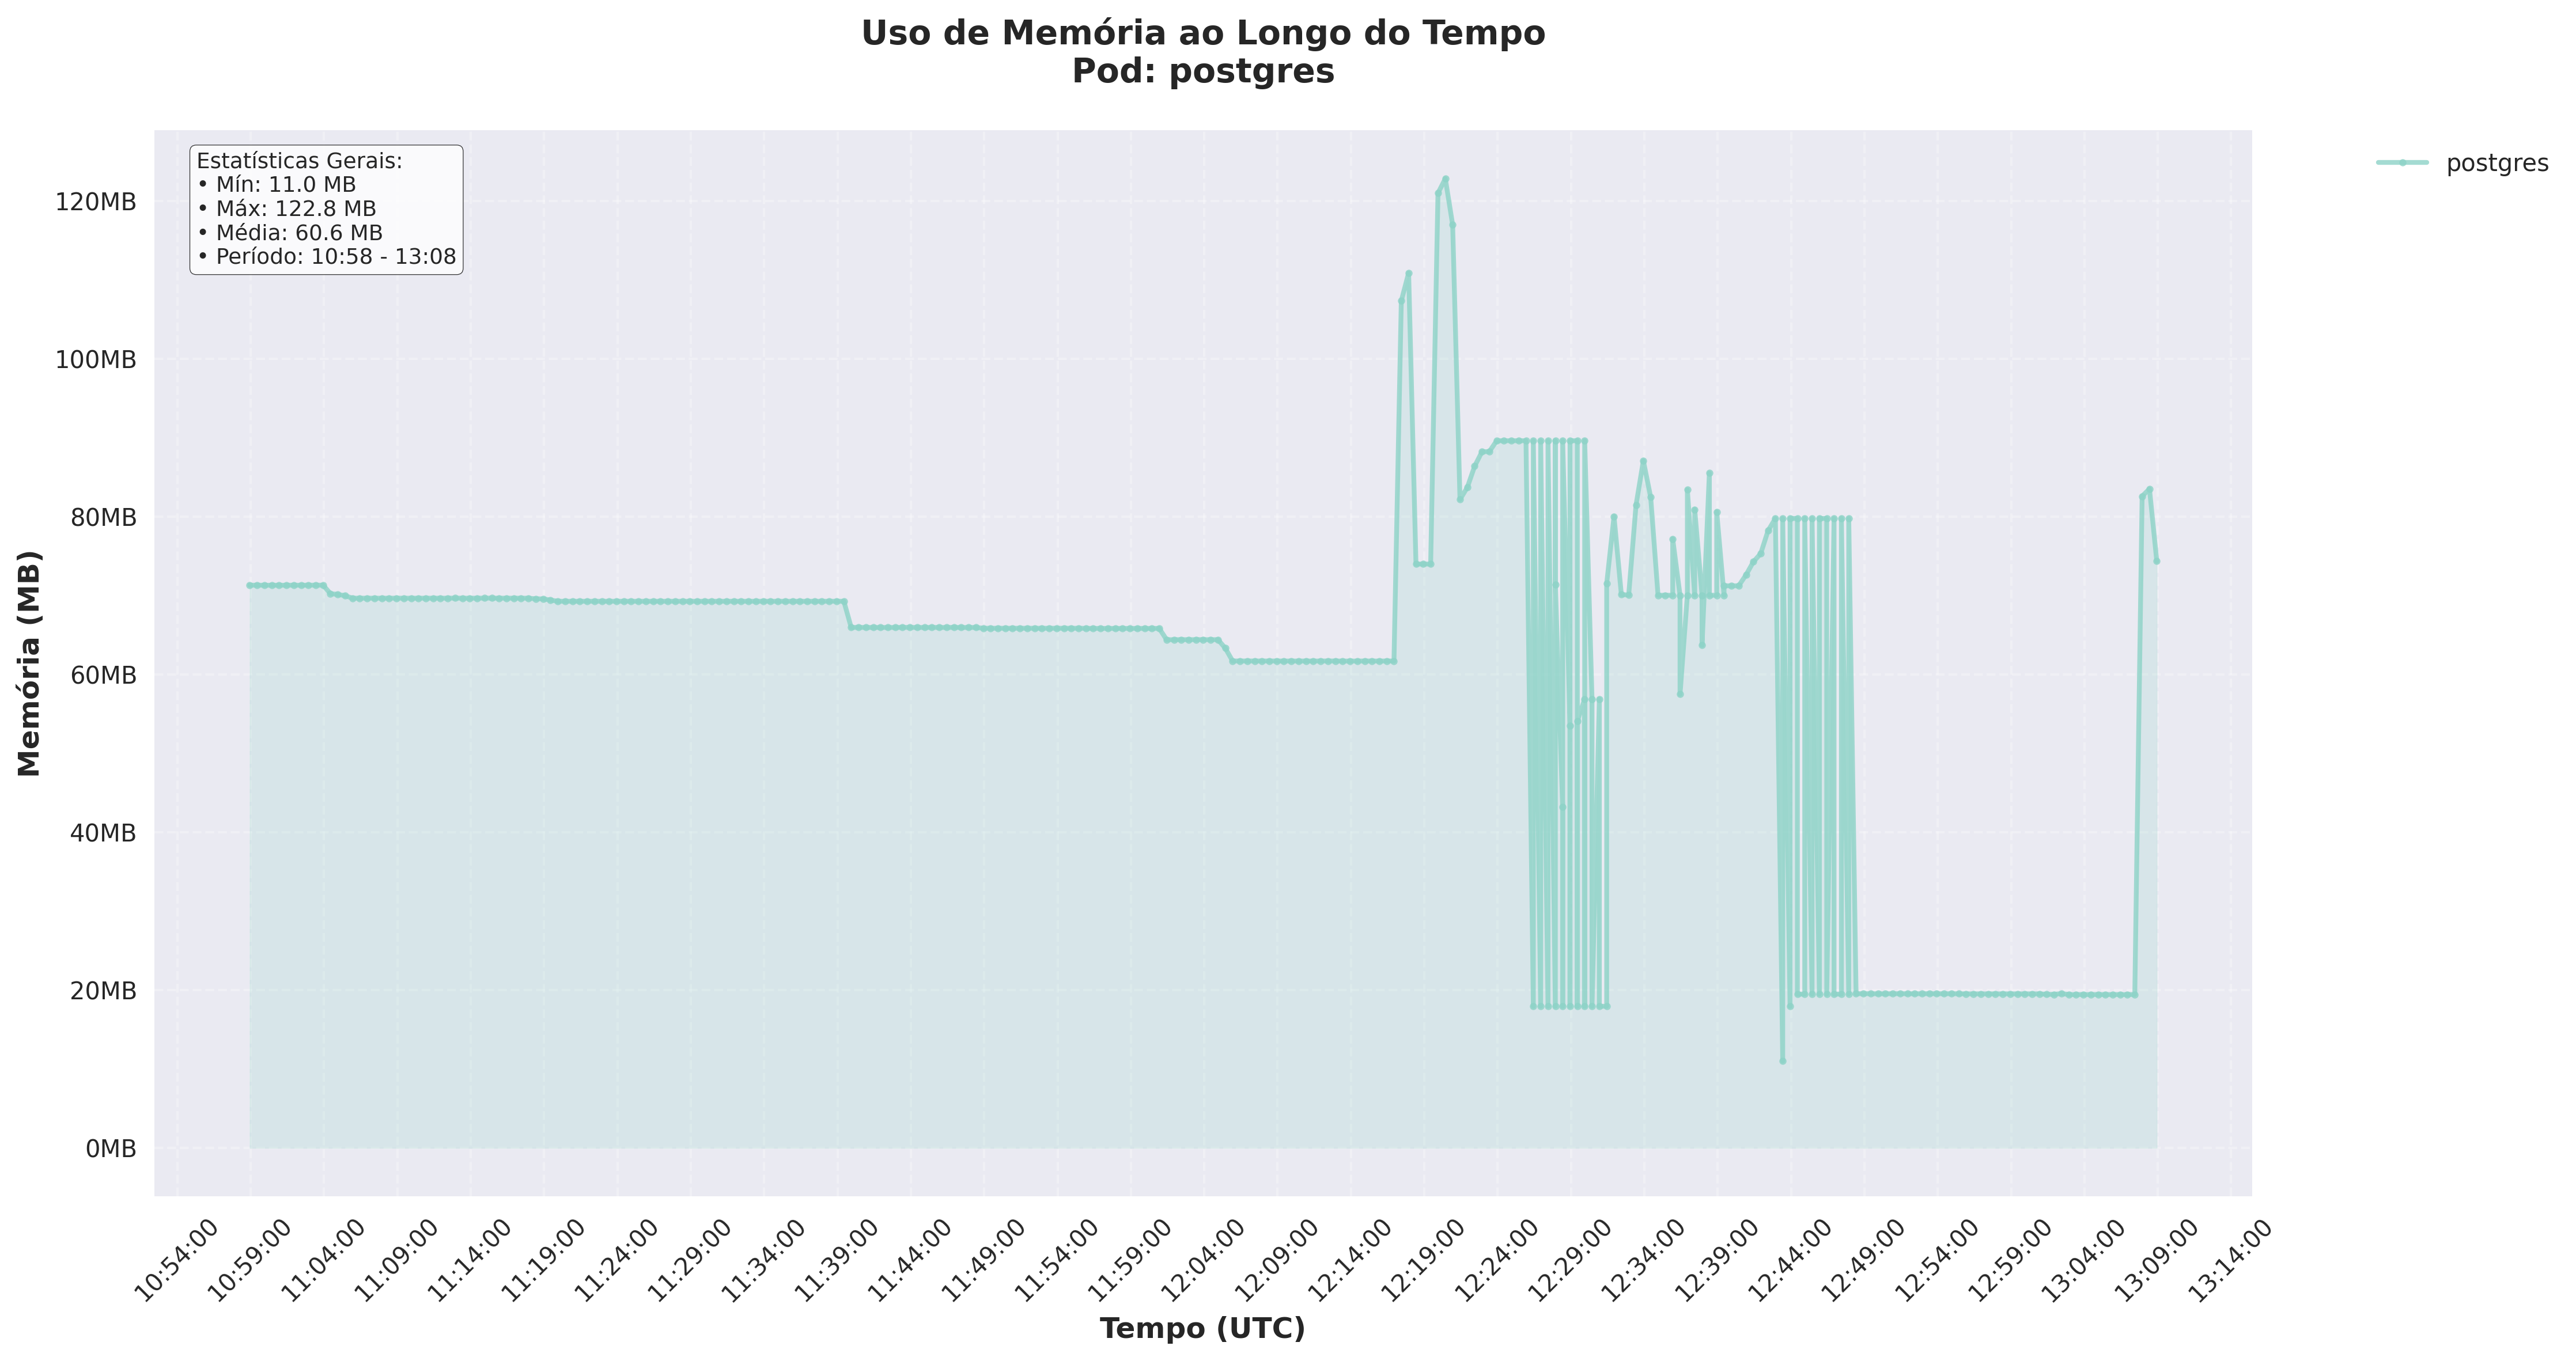 Uso de Memória ao Longo do Tempo
Pod: postgres
Estatísticas Gerais:
• Mín: 11.0 MB
• Máx: 122.8 MB
• Média: 60.6 MB
• Período: 10:58 - 13:08
postgres
Memória (MB)
120MB
100MB
80MB
60MB
40MB
20MB
0MB
10:54:00
10:59:00
11:04:00
11:09:00
11:14:00
11:19:00
11:24:00
11:29:00
11:34:00
11:39:00
11:44:00
11:49:00
11:54:00
11:59:00
12:04:00
12:09:00
12:14:00
12:19:00
12:24:00
12:29:00
12:34:00
12:39:00
12:44:00
12:49:00
12:54:00
12:59:00
13:04:00
13:09:00
13:14:00
Tempo (UTC)